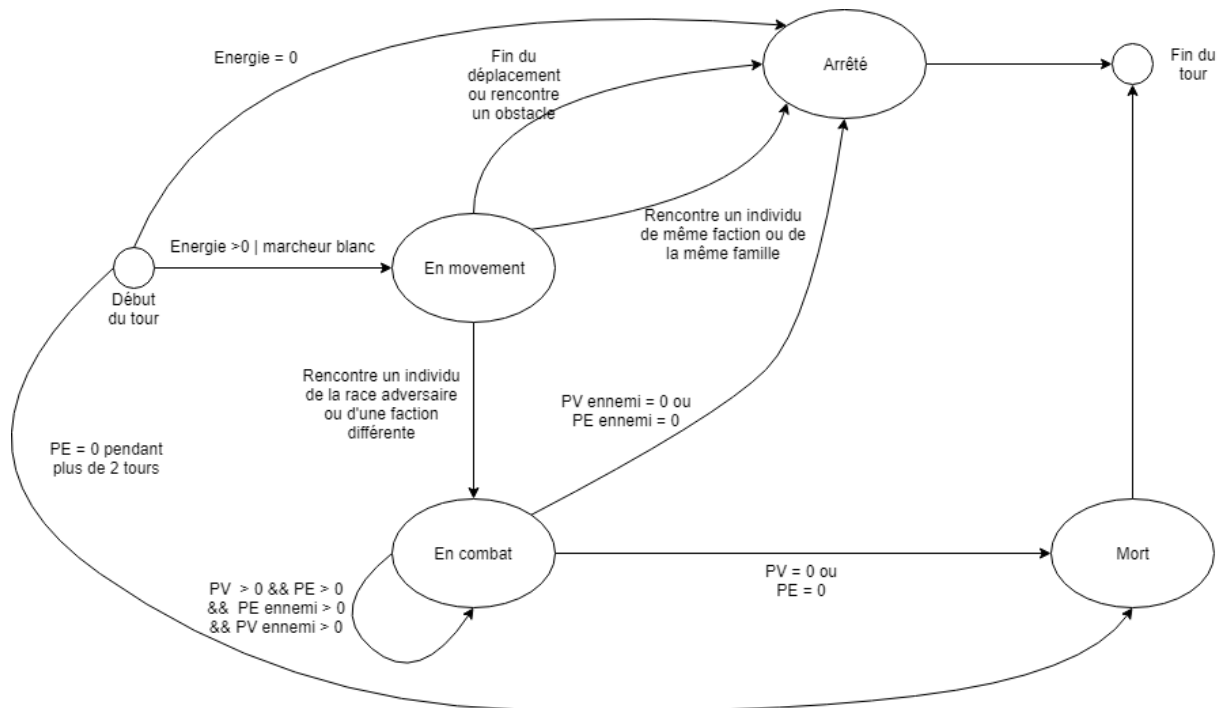 Energie = 0
Fin du
déplacement
ou rencontre
un obstacle
Arrêté
Fin du
tour
Energie >0 | marcheur blanc
En movement
Rencontre un individu
de même faction ou de
la même famille
Début
du tour
Rencontre un individu
de la race adversaire
ou d'une faction
différente
PV ennemi = 0 ou
PE ennemi = 0
PE = 0 pendant
plus de 2 tours
En combat
Mort
PV > 0 && PE > 0
&& PE ennemi > 0
&& PV ennemi > 0
PV = 0 ou
PE = 0